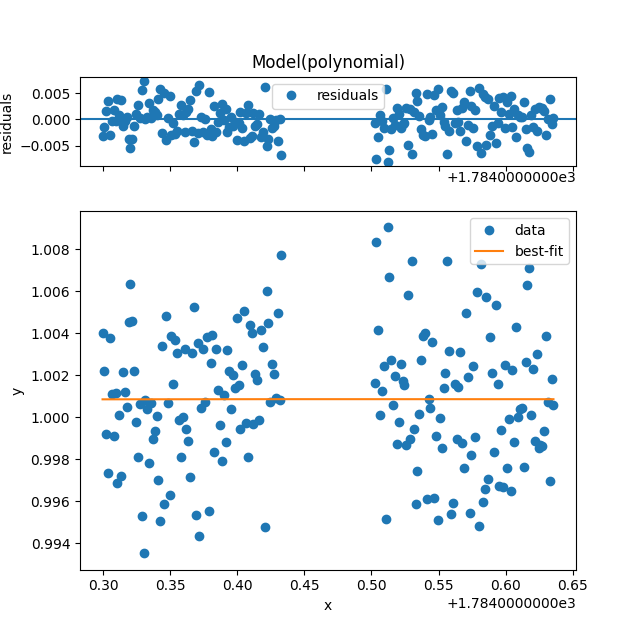 Model(polynomial)
residuals
0.005
0.000
−0.005
residuals
+1.7840000000e3
y
1.008
1.006
1.004
1.002
1.000
0.998
0.996
0.994
data
best-fit
0.30
0.35
0.40
0.45
0.50
0.55
0.60
0.65
x
+1.7840000000e3